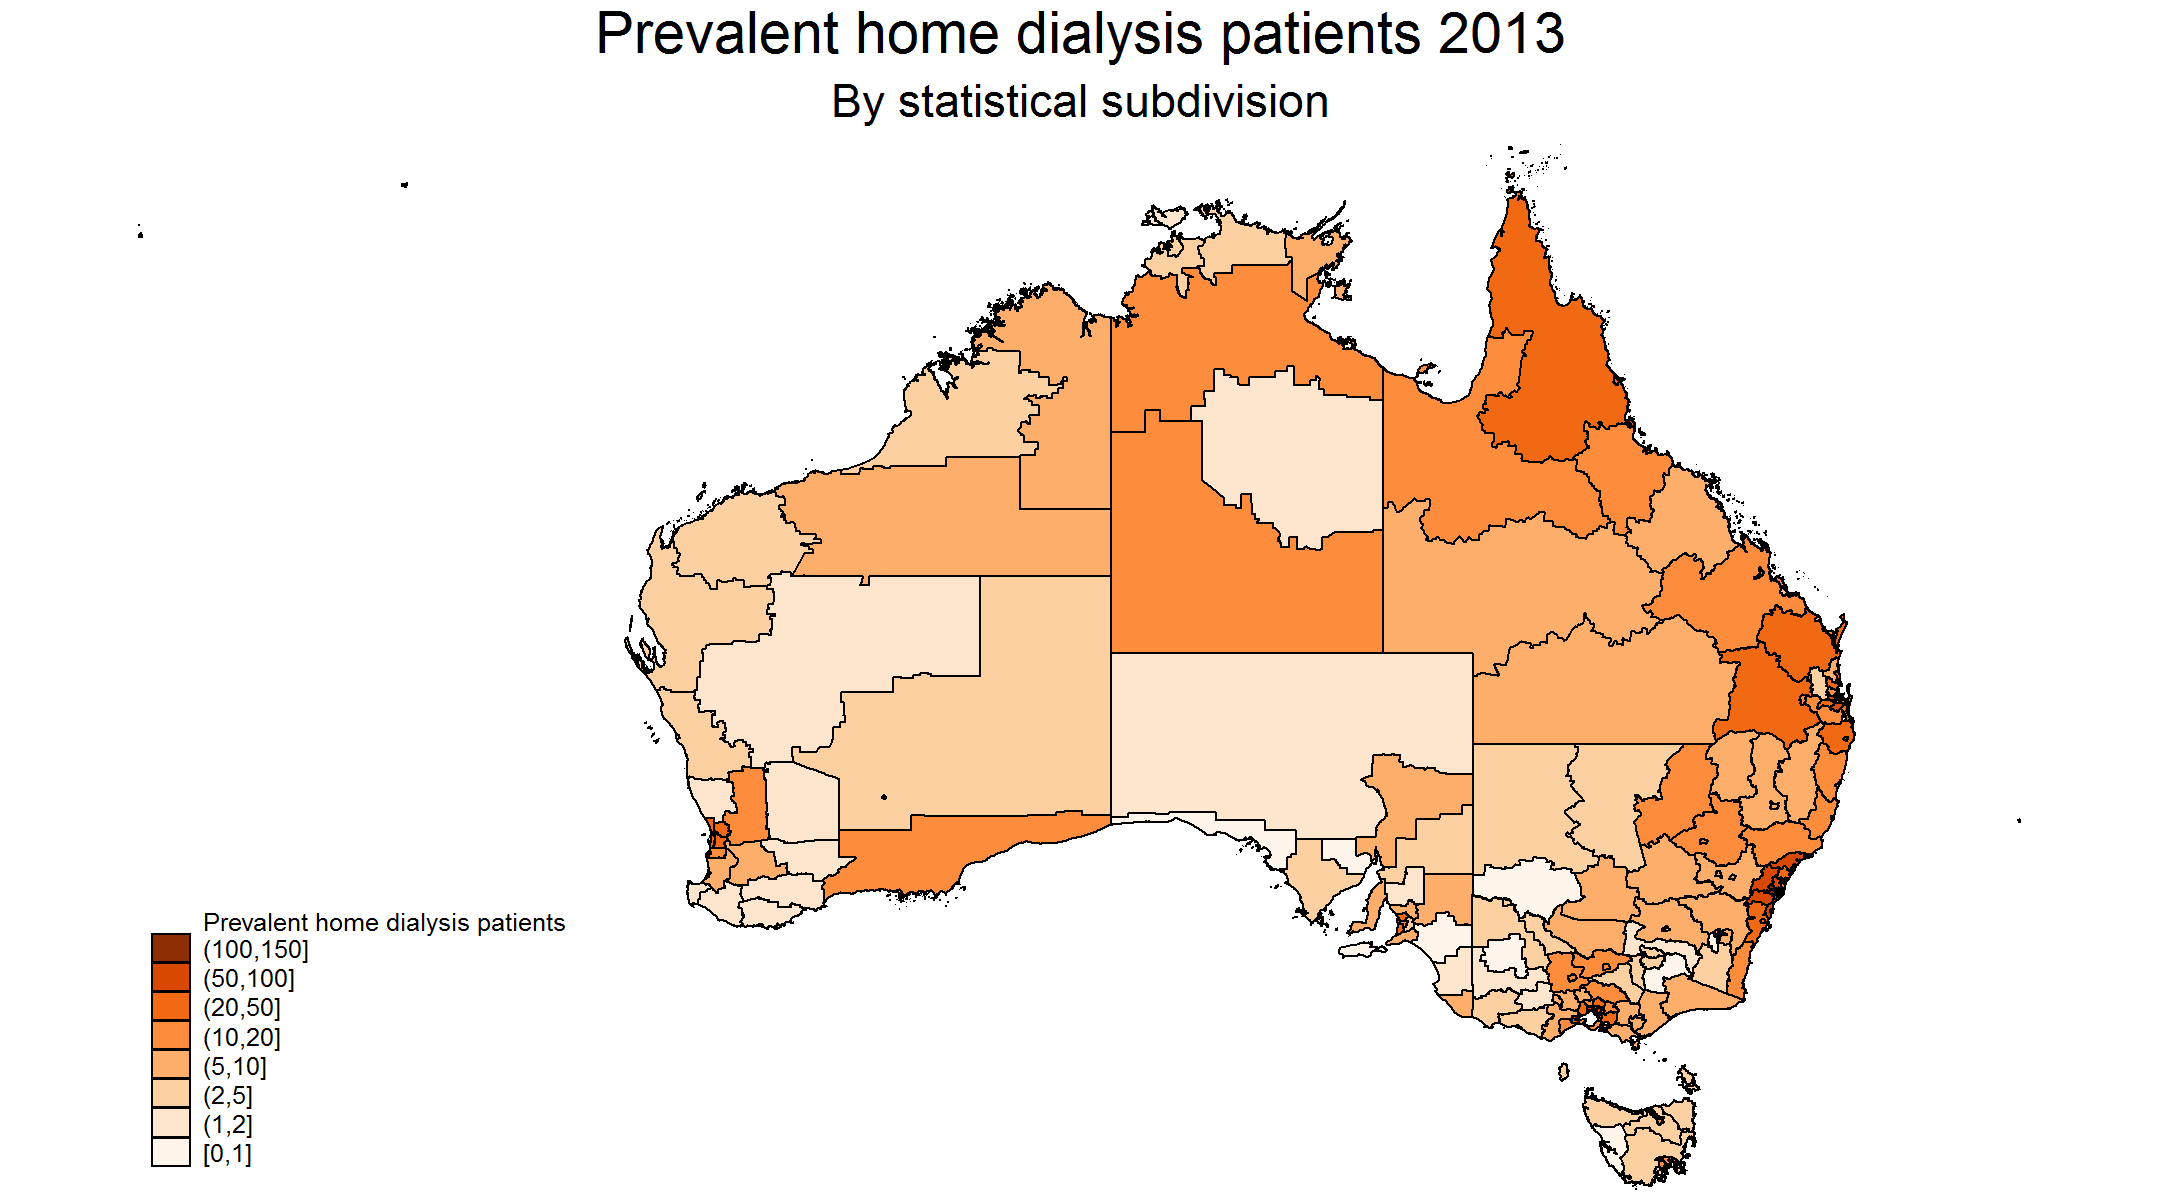 Prevalent home dialysis patients 2013
By statistical subdivision
Prevalent home dialysis patients
(100,150]
(50,100]
(20,50]
(10,20]
(5,10]
(2,5]
(1,2]
[0,1]